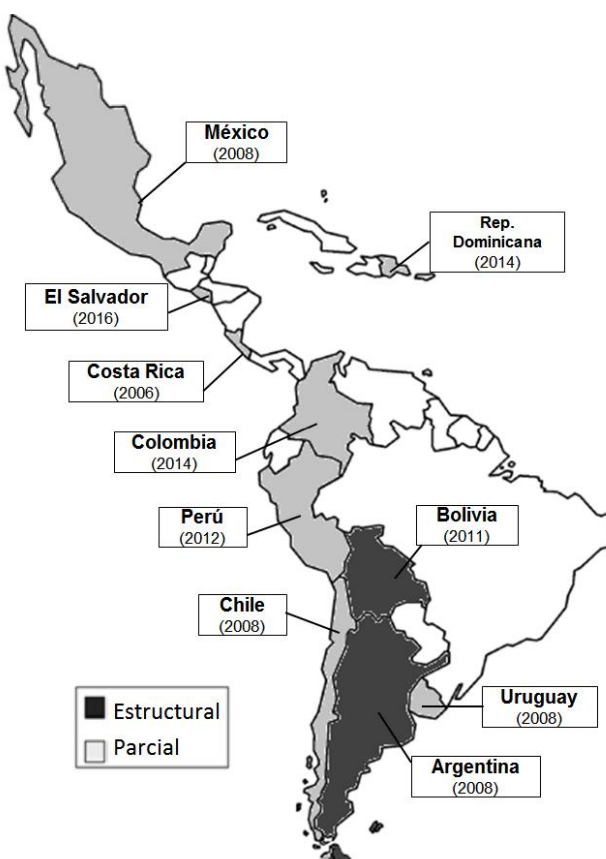 México
(2008)
Rep.
Dominicana
(2014)
El Salvador
(2016)
Costa Rica
(2006)
Colombia
(2014)
Perú
(2012)
Bolivia
(2011)
Chile
(2008)
Uruguay
(2008)
Argentina
(2008)
Estructural
Parcial